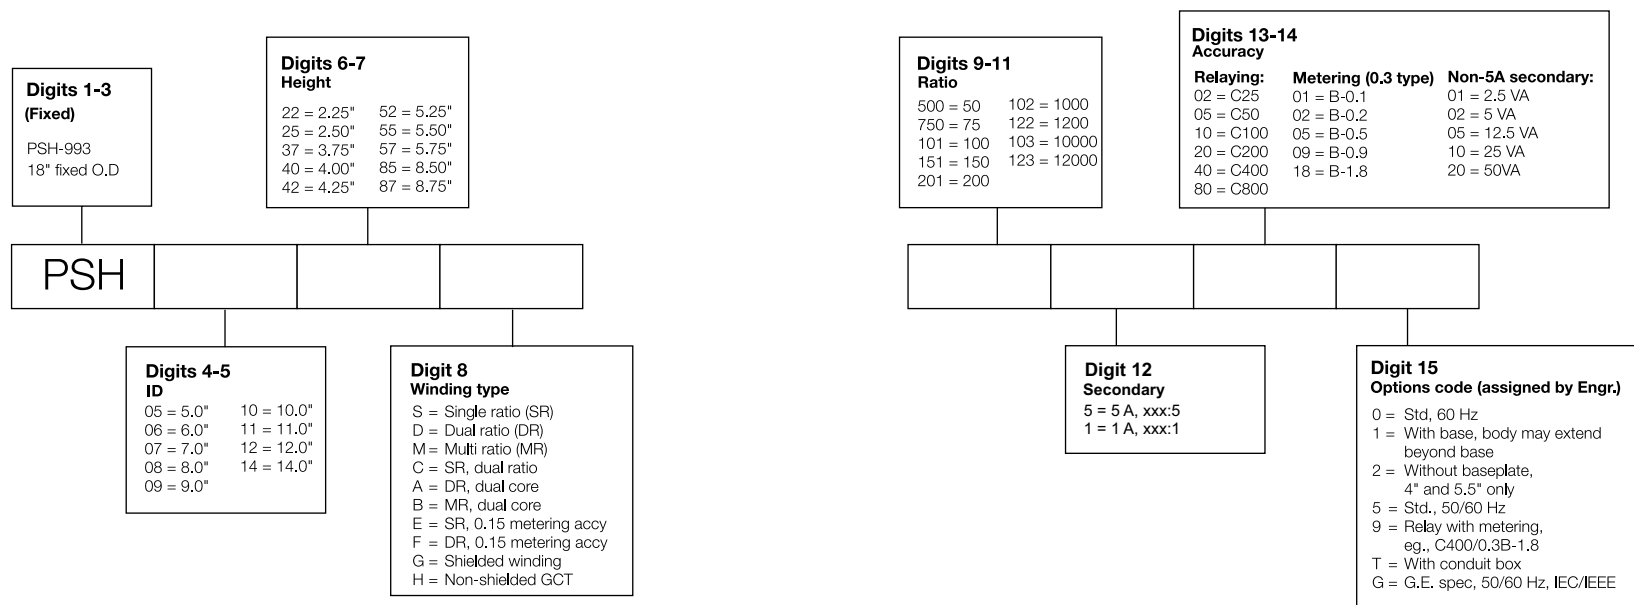 Digits 1-3
(Fixed)
PSH-993
18" fixed O.D
Digits 6-7
Height
22 = 2.25" 52 = 5.25"
25 = 2.50" 55 = 5.50"
37 = 3.75" 57 = 5.75"
40 = 4.00" 85 = 8.50"
42 = 4.25" 87 = 8.75"
Digits 9-11
Ratio
500 = 50 102 = 1000
750 = 75 122 = 1200
101 = 100 103 = 10000
151 = 150 123 = 12000
201 = 200
Digits 13-14
Accuracy
Relaying: Metering (0.3 type) Non-5A secondary:
02 = C25 01 = B-0.1 01 = 2.5 VA
05 = C50 02 = B-0.2 02 = 5 VA
10 = C100 05 = B-0.5 05 = 12.5 VA
20 = C200 09 = B-0.9 10 = 25 VA
40 = C400 18 = B-1.8 20 = 50VA
80 = C800
PSH
Digits 4-5
ID
05 = 5.0" 10 = 10.0"
06 = 6.0" 11 = 11.0"
07 = 7.0" 12 = 12.0"
08 = 8.0" 14 = 14.0"
09 = 9.0"
Digit 8
Winding type
S = Single ratio (SR)
D = Dual ratio (DR)
M = Multi ratio (MR)
C = SR, dual ratio
A = DR, dual core
B = MR, dual core
E = SR, 0.15 metering accy
F = DR, 0.15 metering accy
G = Shielded winding
H = Non-shielded GCT
Digit 12
Secondary
5 = 5 A, xxx:5
1 = 1 A, xxx:1
Digit 15
Options code (assigned by Engr.)
0 = Std, 60 Hz
1 = With base, body may extend
beyond base
2 = Without baseplate,
4" and 5.5" only
5 = Std., 50/60 Hz
9 = Relay with metering,
eg., C400/0.3B-1.8
T = With conduit box
G = G.E. spec, 50/60 Hz, IEC/IEEE